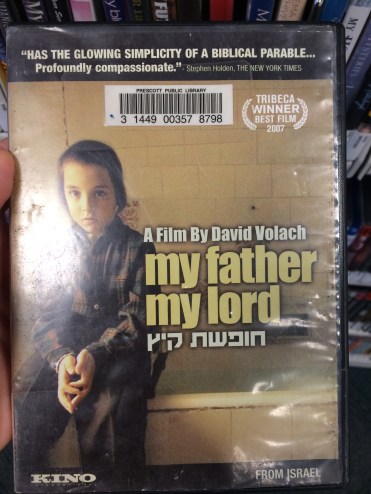 "HAS THE GLOWING SIMPLICITY OF A BIBLICAL PARABLE...
Profoundly compassionate." - Stephen Holden, THE NEW YORK TIMES
PRESCOTT PUBLIC LIBRARY
3 1449 00357 8798
TRIBECA
WINNER
BEST FILM
2007
A Film By David Volach
my father
my lord
חופשת קיץ
KINO
FROM ISRAEL